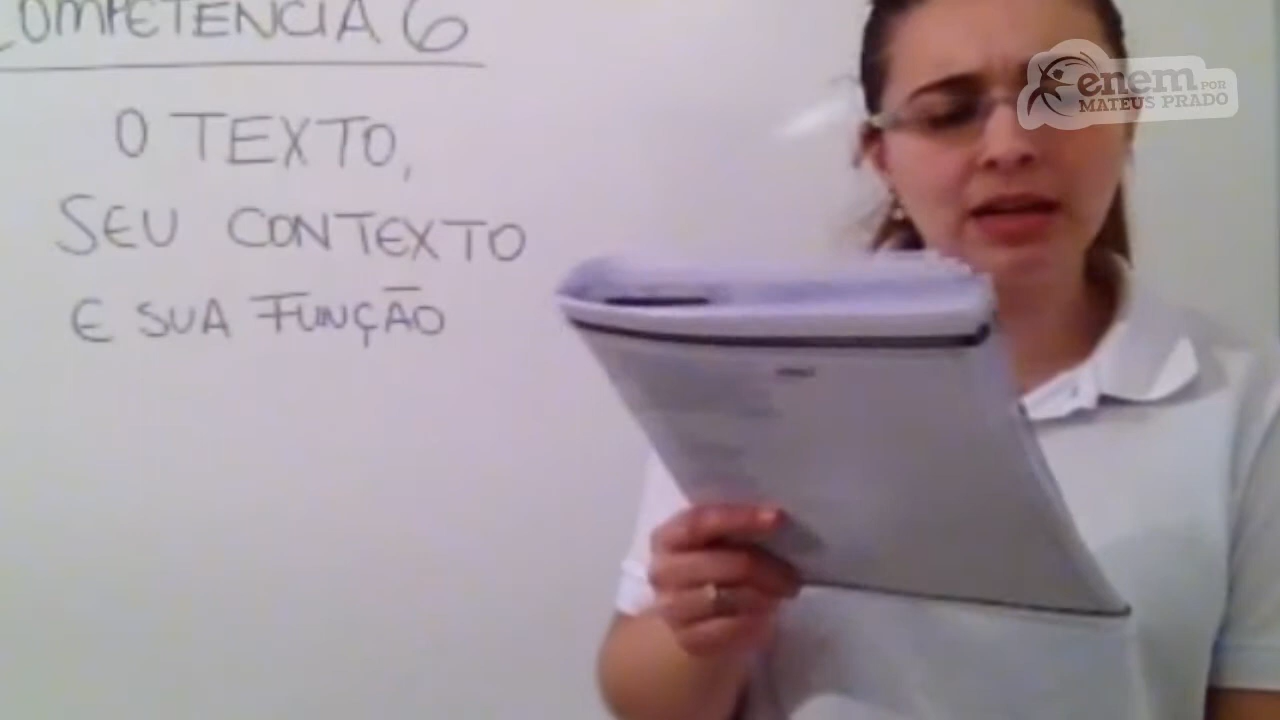 COMPETÊNCIA 6
O TEXTO,
SEU CONTEXTO
E SUA FUNÇÃO
enem POR
MATEUS PRADO